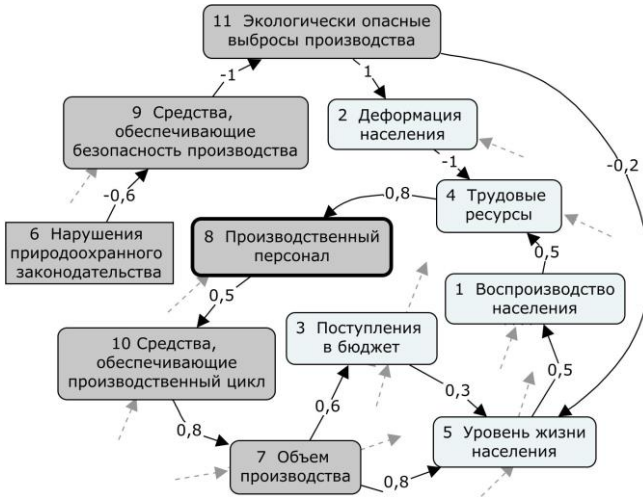 11 Экологически опасные
выбросы производства
-1
1
9 Средства,
обеспечивающие
безопасность производства
2 Деформация
населения
-0,2
-1
-0,6
0,8
4 Трудовые
ресурсы
6 Нарушения
природоохранного
законодательства
8 Производственный
персонал
0,5
1 Воспроизводство
населения
0,5
3 Поступления
в бюджет
10 Средства,
обеспечивающие
производственный цикл
0,5
0,3
0,6
0,8
5 Уровень жизни
населения
7 Объем
производства
0,8